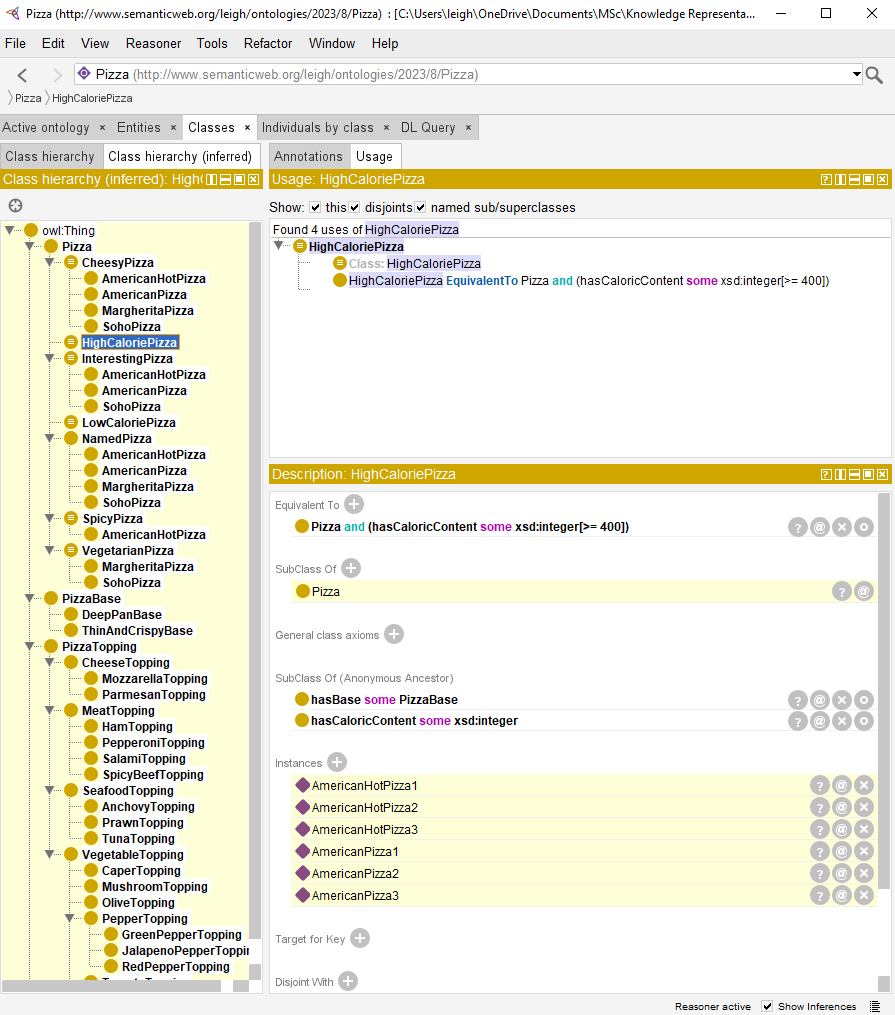 Pizza (http://www.semanticweb.org/leigh/ontologies/2023/8/Pizza) : [C:\Users\leigh\OneDrive\Documents\MSc\Knowledge Representa...
File Edit View Reasoner Tools Refactor Window Help
Pizza (http://www.semanticweb.org/leigh/ontologies/2023/8/Pizza)
Pizza HighCaloriePizza
Active ontology × Entities × Classes × Individuals by class × DL Query ×
Class hierarchy Class hierarchy (inferred)
Class hierarchy (inferred): HighC
owl:Thing
Pizza
CheesyPizza
AmericanHotPizza
AmericanPizza
MargheritaPizza
SohoPizza
HighCaloriePizza
InterestingPizza
AmericanHotPizza
AmericanPizza
SohoPizza
LowCaloriePizza
NamedPizza
AmericanHotPizza
AmericanPizza
MargheritaPizza
SohoPizza
SpicyPizza
AmericanHotPizza
VegetarianPizza
MargheritaPizza
SohoPizza
PizzaBase
DeepPanBase
ThinAndCrispyBase
PizzaTopping
CheeseTopping
MozzarellaTopping
ParmesanTopping
MeatTopping
HamTopping
PepperoniTopping
SalamiTopping
SpicyBeefTopping
SeafoodTopping
AnchovyTopping
PrawnTopping
TunaTopping
VegetableTopping
CaperTopping
MushroomTopping
OliveTopping
PepperTopping
GreenPepperTopping
JalapenoPepperToppin
RedPepperTopping
Annotations Usage
Usage: HighCaloriePizza
Show: this disjoints named sub/superclasses
Found 4 uses of HighCaloriePizza
HighCaloriePizza
Class: HighCaloriePizza
HighCaloriePizza EquivalentTo Pizza and (hasCaloricContent some xsd:integer[>= 400])
Description: HighCaloriePizza
Equivalent To
Pizza and (hasCaloricContent some xsd:integer[>= 400])
SubClass Of
Pizza
General class axioms
SubClass Of (Anonymous Ancestor)
hasBase some PizzaBase
hasCaloricContent some xsd:integer
Instances
AmericanHotPizza1
AmericanHotPizza2
AmericanHotPizza3
AmericanPizza1
AmericanPizza2
AmericanPizza3
Target for Key
Disjoint With
Reasoner active Show Inferences